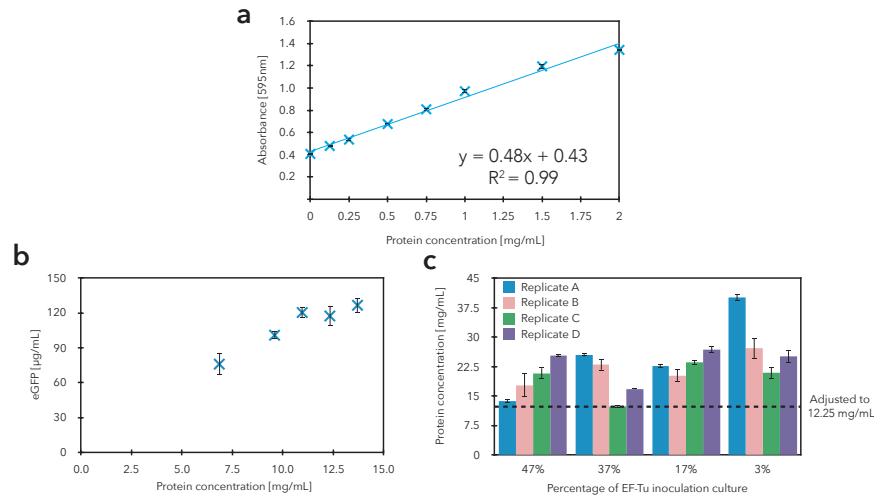 a
1.6
1.4
1.2
1.0
0.8
0.6
0.4
0.2
Absorbance [595nm]
y = 0.48x + 0.43
R² = 0.99
0 0.25 0.5 0.75 1 1.25 1.5 1.75 2
Protein concentration [mg/mL]
b
150
120
90
60
30
0
eGFP [µg/mL]
0.0 2.5 5.0 7.5 10.0 12.5 15.0
Protein concentration [mg/mL]
c
45
37.5
30
22.5
15
7.5
0
Protein concentration [mg/mL]
Replicate A
Replicate B
Replicate C
Replicate D
Adjusted to
12.25 mg/mL
47% 37% 17% 3%
Percentage of EF-Tu inoculation culture